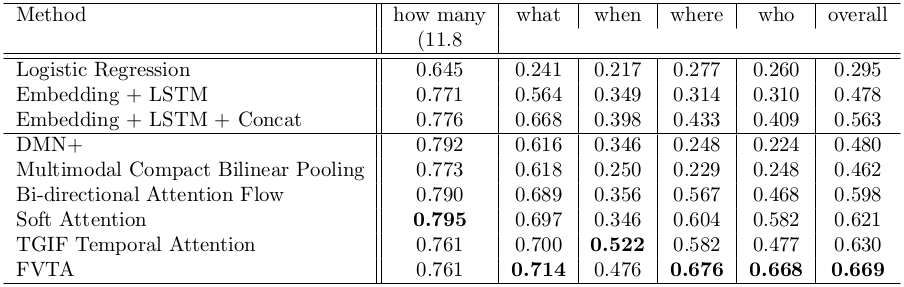 Method how many what when where who overall
(11.8
Logistic Regression 0.645 0.241 0.217 0.277 0.260 0.295
Embedding + LSTM 0.771 0.564 0.349 0.314 0.310 0.478
Embedding + LSTM + Concat 0.776 0.668 0.398 0.433 0.409 0.563
DMN+ 0.792 0.616 0.346 0.248 0.224 0.480
Multimodal Compact Bilinear Pooling 0.773 0.618 0.250 0.229 0.248 0.462
Bi-directional Attention Flow 0.790 0.689 0.356 0.567 0.468 0.598
Soft Attention 0.795 0.697 0.346 0.604 0.582 0.621
TGIF Temporal Attention 0.761 0.700 0.522 0.582 0.477 0.630
FVTA 0.761 0.714 0.476 0.676 0.668 0.669